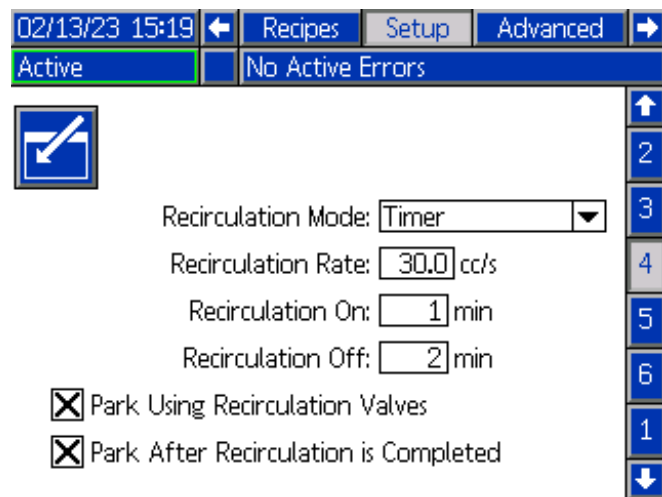 02/13/23 15:19 Recipes Setup Advanced
Active No Active Errors
2
Recirculation Mode: Timer
3
Recirculation Rate: 30.0 cc/s
4
Recirculation On: 1 min
5
Recirculation Off: 2 min
6
Park Using Recirculation Valves
1
Park After Recirculation is Completed